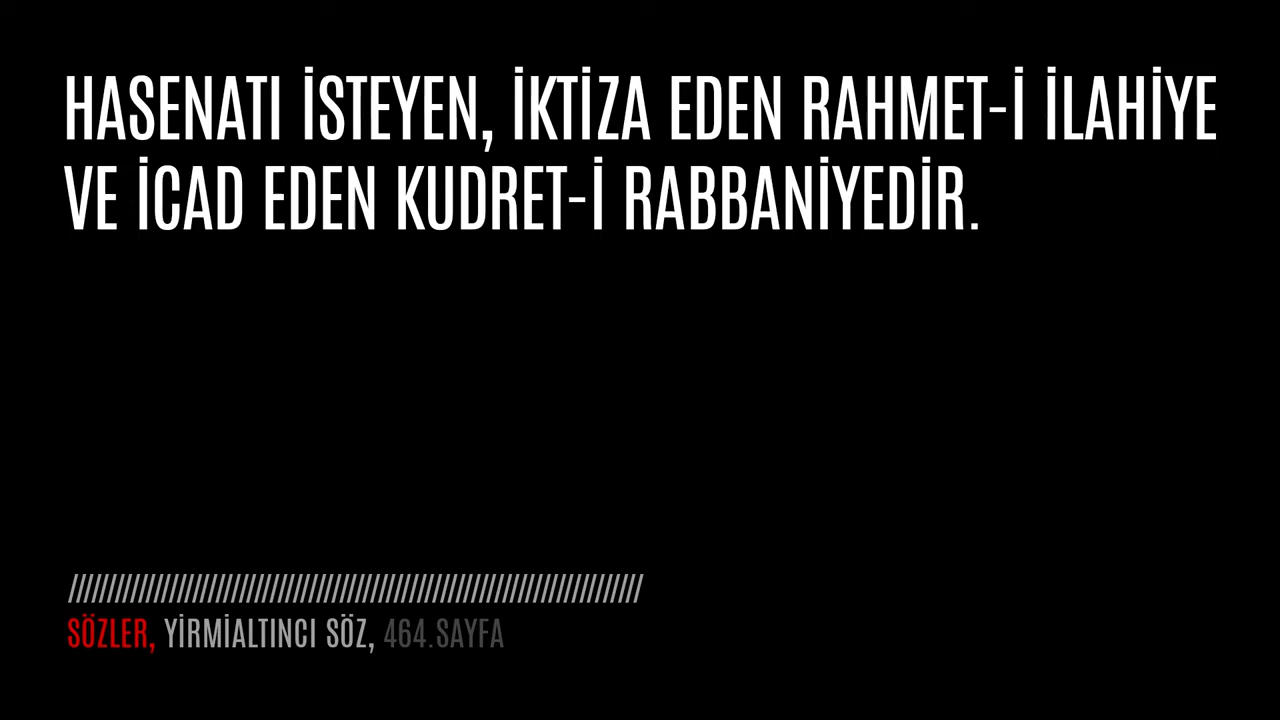 HASENATI İSTEYEN, İKTİZA EDEN RAHMET-İ İLAHİYE
VE İCAD EDEN KUDRET-İ RABBANİYEDİR.
//////////////////////////////////////////////////////////////////////////
SÖZLER, YİRMİALTINCI SÖZ, 464.SAYFA